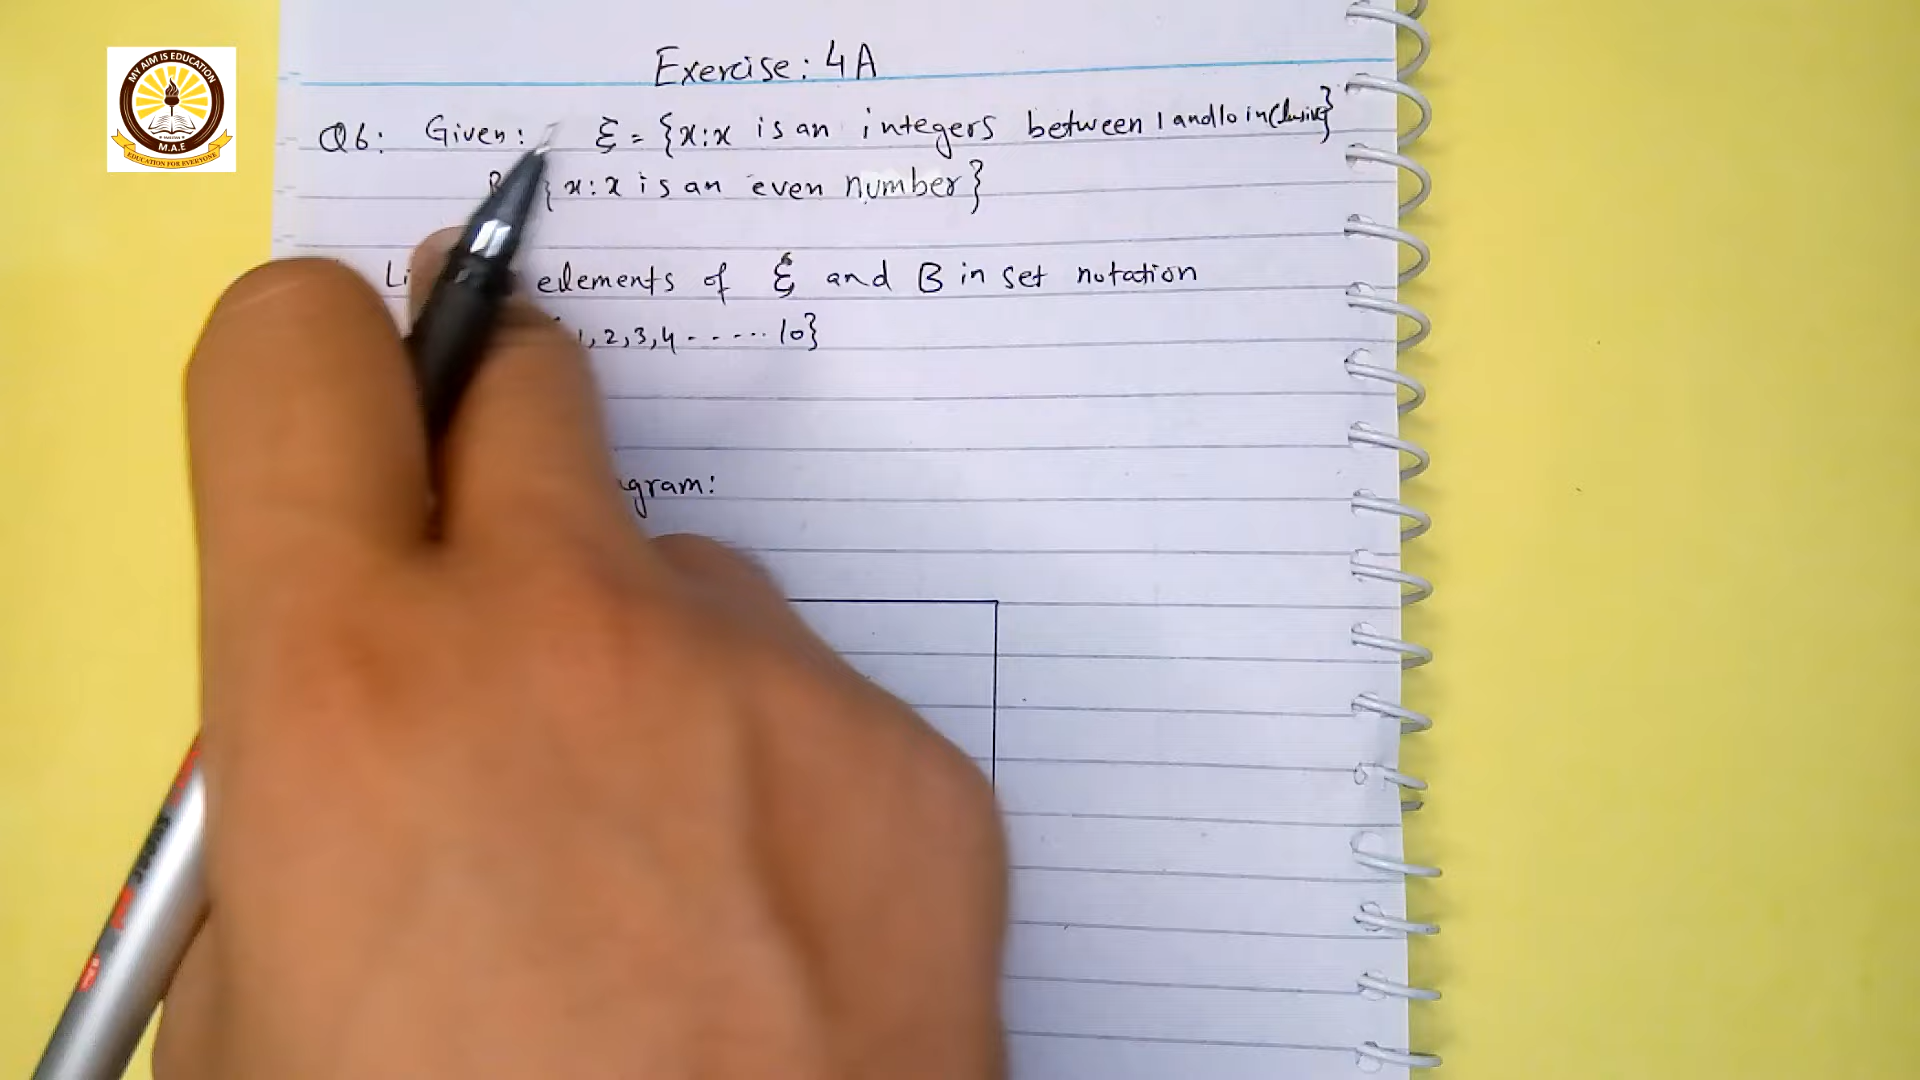 MY AIM IS EDUCATION
M.A.E
EDUCATION FOR EVERYONE
Exercise: 4A
Q6: Given: ξ = {x:x is an integers between 1 and 10 inclusive}
{x:x is an even number}
elements of ξ and B in set notation
1,2,3,4 - - - - - 10}
gram: